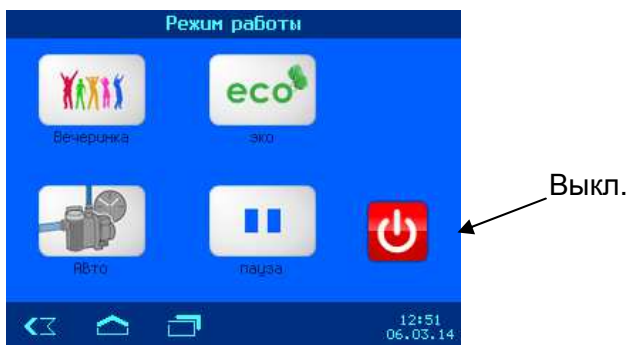 Режим работы
eco
Вечеринка
эко
Выкл.
Авто
пауза
12:51
06.03.14